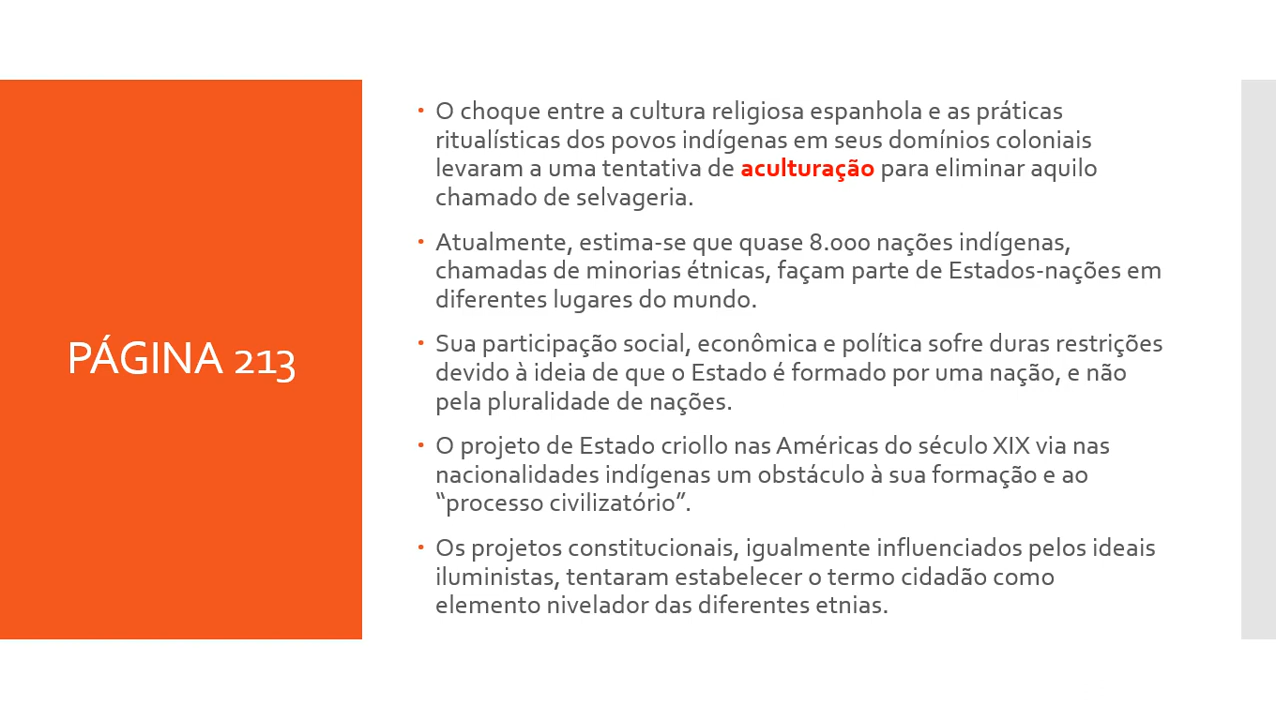 PÁGINA 213
• O choque entre a cultura religiosa espanhola e as práticas
ritualísticas dos povos indígenas em seus domínios coloniais
levaram a uma tentativa de aculturação para eliminar aquilo
chamado de selvageria.
• Atualmente, estima-se que quase 8.000 nações indígenas,
chamadas de minorias étnicas, façam parte de Estados-nações em
diferentes lugares do mundo.
• Sua participação social, econômica e política sofre duras restrições
devido à ideia de que o Estado é formado por uma nação, e não
pela pluralidade de nações.
• O projeto de Estado criollo nas Américas do século XIX via nas
nacionalidades indígenas um obstáculo à sua formação e ao
“processo civilizatório”.
• Os projetos constitucionais, igualmente influenciados pelos ideais
iluministas, tentaram estabelecer o termo cidadão como
elemento nivelador das diferentes etnias.